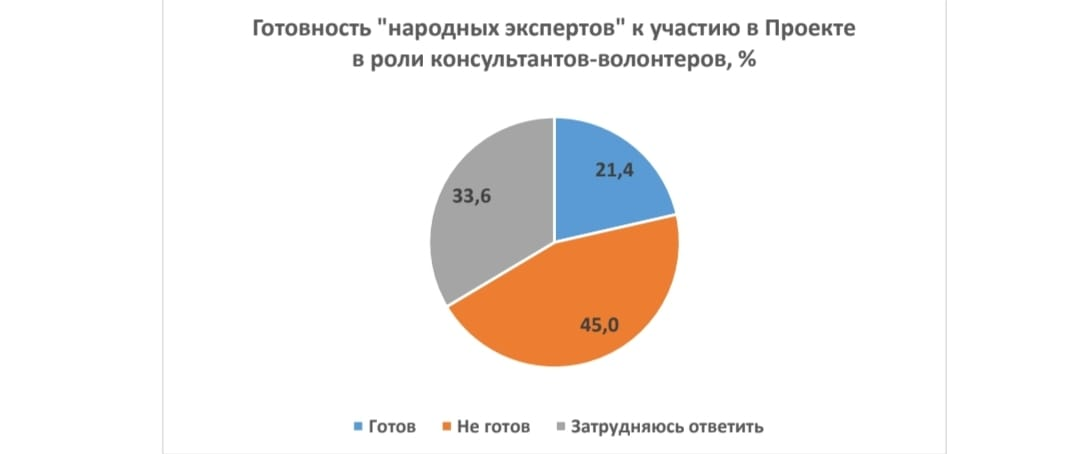 Готовность "народных экспертов" к участию в Проекте
в роли консультантов-волонтеров, %
21,4
33,6
45,0
Готов Не готов Затрудняюсь ответить